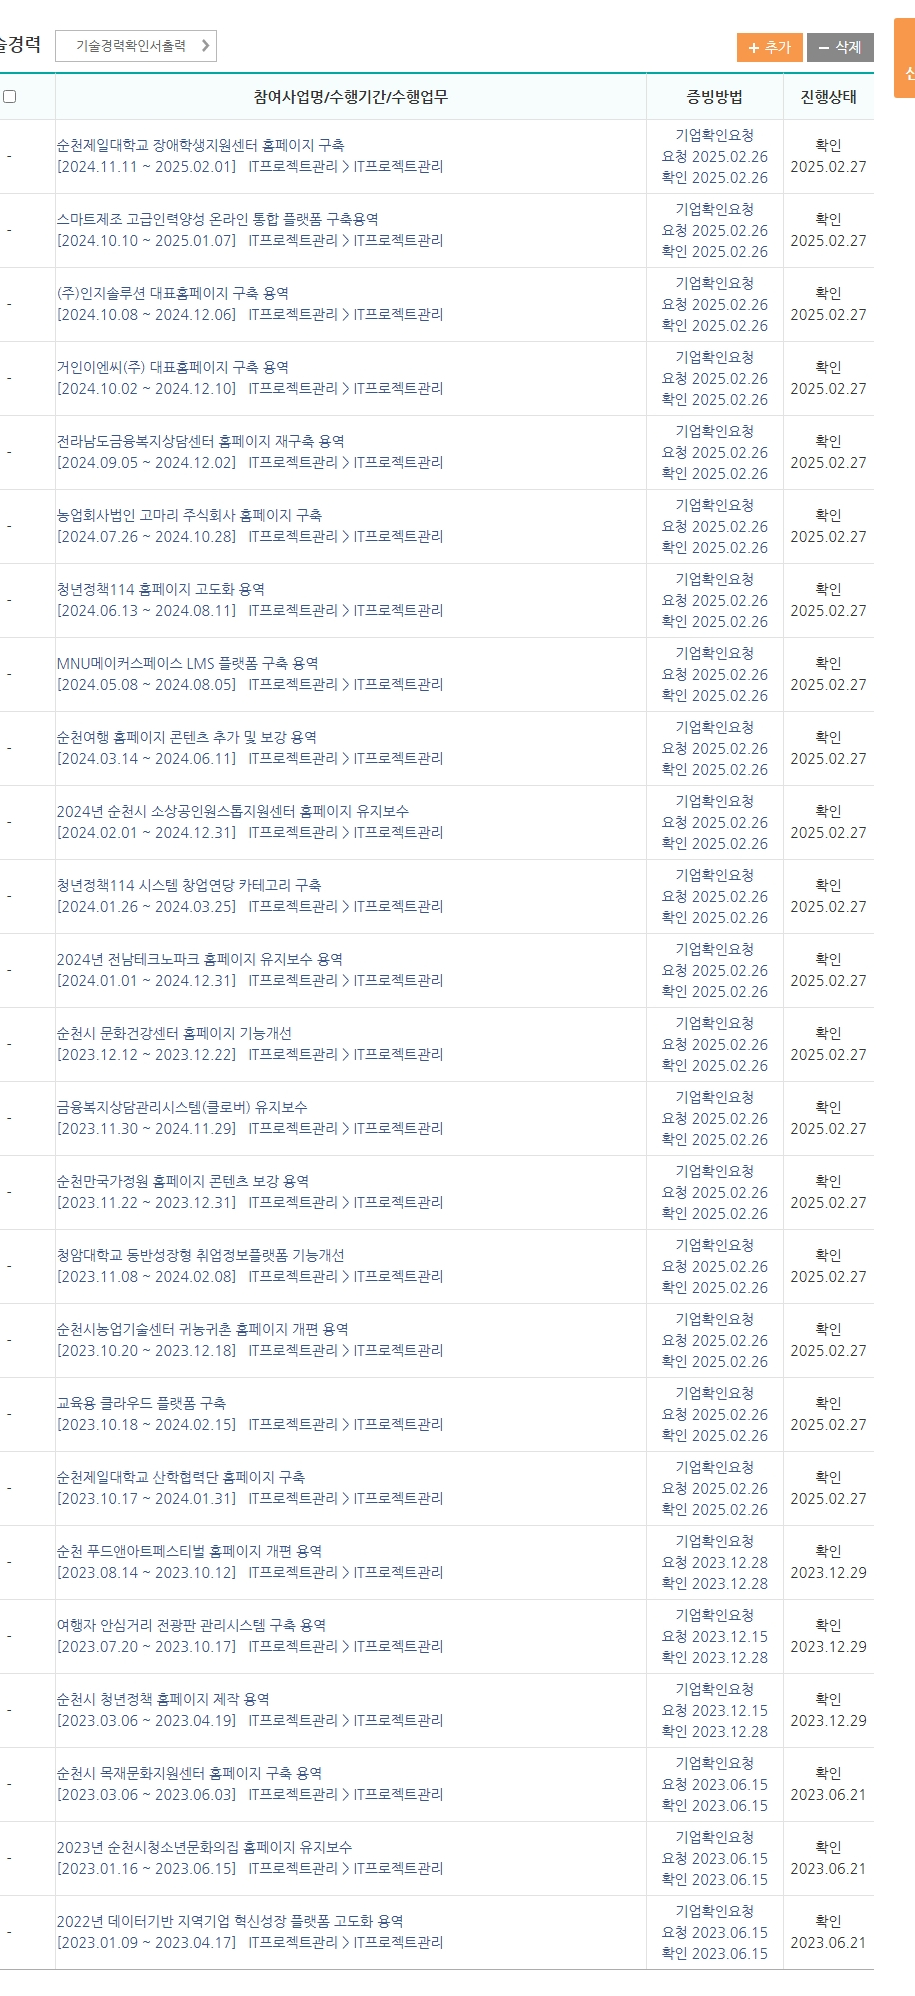 술경력
기술경력확인서출력
+ 추가
- 삭제
참여사업명/수행기간/수행업무 증빙방법 진행상태
- 순천제일대학교 장애학생지원센터 홈페이지 구축
[2024.11.11 ~ 2025.02.01] IT프로젝트관리 > IT프로젝트관리
기업확인요청
요청 2025.02.26
확인 2025.02.26
확인
2025.02.27
- 스마트제조 고급인력양성 온라인 통합 플랫폼 구축용역
[2024.10.10 ~ 2025.01.07] IT프로젝트관리 > IT프로젝트관리
기업확인요청
요청 2025.02.26
확인 2025.02.26
확인
2025.02.27
- (주)인지솔루션 대표홈페이지 구축 용역
[2024.10.08 ~ 2024.12.06] IT프로젝트관리 > IT프로젝트관리
기업확인요청
요청 2025.02.26
확인 2025.02.26
확인
2025.02.27
- 거인이엔씨(주) 대표홈페이지 구축 용역
[2024.10.02 ~ 2024.12.10] IT프로젝트관리 > IT프로젝트관리
기업확인요청
요청 2025.02.26
확인 2025.02.26
확인
2025.02.27
- 전라남도금융복지상담센터 홈페이지 재구축 용역
[2024.09.05 ~ 2024.12.02] IT프로젝트관리 > IT프로젝트관리
기업확인요청
요청 2025.02.26
확인 2025.02.26
확인
2025.02.27
- 농업회사법인 고마리 주식회사 홈페이지 구축
[2024.07.26 ~ 2024.10.28] IT프로젝트관리 > IT프로젝트관리
기업확인요청
요청 2025.02.26
확인 2025.02.26
확인
2025.02.27
- 청년정책114 홈페이지 고도화 용역
[2024.06.13 ~ 2024.08.11] IT프로젝트관리 > IT프로젝트관리
기업확인요청
요청 2025.02.26
확인 2025.02.26
확인
2025.02.27
- MNU메이커스페이스 LMS 플랫폼 구축 용역
[2024.05.08 ~ 2024.08.05] IT프로젝트관리 > IT프로젝트관리
기업확인요청
요청 2025.02.26
확인 2025.02.26
확인
2025.02.27
- 순천여행 홈페이지 콘텐츠 추가 및 보강 용역
[2024.03.14 ~ 2024.06.11] IT프로젝트관리 > IT프로젝트관리
기업확인요청
요청 2025.02.26
확인 2025.02.26
확인
2025.02.27
- 2024년 순천시 소상공인원스톱지원센터 홈페이지 유지보수
[2024.02.01 ~ 2024.12.31] IT프로젝트관리 > IT프로젝트관리
기업확인요청
요청 2025.02.26
확인 2025.02.26
확인
2025.02.27
- 청년정책114 시스템 창업연당 카테고리 구축
[2024.01.26 ~ 2024.03.25] IT프로젝트관리 > IT프로젝트관리
기업확인요청
요청 2025.02.26
확인 2025.02.26
확인
2025.02.27
- 2024년 전남테크노파크 홈페이지 유지보수 용역
[2024.01.01 ~ 2024.12.31] IT프로젝트관리 > IT프로젝트관리
기업확인요청
요청 2025.02.26
확인 2025.02.26
확인
2025.02.27
- 순천시 문화건강센터 홈페이지 기능개선
[2023.12.12 ~ 2023.12.22] IT프로젝트관리 > IT프로젝트관리
기업확인요청
요청 2025.02.26
확인 2025.02.26
확인
2025.02.27
- 금융복지상담관리시스템(클로버) 유지보수
[2023.11.30 ~ 2024.11.29] IT프로젝트관리 > IT프로젝트관리
기업확인요청
요청 2025.02.26
확인 2025.02.26
확인
2025.02.27
- 순천만국가정원 홈페이지 콘텐츠 보강 용역
[2023.11.22 ~ 2023.12.31] IT프로젝트관리 > IT프로젝트관리
기업확인요청
요청 2025.02.26
확인 2025.02.26
확인
2025.02.27
- 청암대학교 동반성장형 취업정보플랫폼 기능개선
[2023.11.08 ~ 2024.02.08] IT프로젝트관리 > IT프로젝트관리
기업확인요청
요청 2025.02.26
확인 2025.02.26
확인
2025.02.27
- 순천시농업기술센터 귀농귀촌 홈페이지 개편 용역
[2023.10.20 ~ 2023.12.18] IT프로젝트관리 > IT프로젝트관리
기업확인요청
요청 2025.02.26
확인 2025.02.26
확인
2025.02.27
- 교육용 클라우드 플랫폼 구축
[2023.10.18 ~ 2024.02.15] IT프로젝트관리 > IT프로젝트관리
기업확인요청
요청 2025.02.26
확인 2025.02.26
확인
2025.02.27
- 순천제일대학교 산학협력단 홈페이지 구축
[2023.10.17 ~ 2024.01.31] IT프로젝트관리 > IT프로젝트관리
기업확인요청
요청 2025.02.26
확인 2025.02.26
확인
2025.02.27
- 순천 푸드앤아트페스티벌 홈페이지 개편 용역
[2023.08.14 ~ 2023.10.12] IT프로젝트관리 > IT프로젝트관리
기업확인요청
요청 2023.12.28
확인 2023.12.28
확인
2023.12.29
- 여행자 안심거리 전광판 관리시스템 구축 용역
[2023.07.20 ~ 2023.10.17] IT프로젝트관리 > IT프로젝트관리
기업확인요청
요청 2023.12.15
확인 2023.12.28
확인
2023.12.29
- 순천시 청년정책 홈페이지 제작 용역
[2023.03.06 ~ 2023.04.19] IT프로젝트관리 > IT프로젝트관리
기업확인요청
요청 2023.12.15
확인 2023.12.28
확인
2023.12.29
- 순천시 목재문화지원센터 홈페이지 구축 용역
[2023.03.06 ~ 2023.06.03] IT프로젝트관리 > IT프로젝트관리
기업확인요청
요청 2023.06.15
확인 2023.06.15
확인
2023.06.21
- 2023년 순천시청소년문화의집 홈페이지 유지보수
[2023.01.16 ~ 2023.06.15] IT프로젝트관리 > IT프로젝트관리
기업확인요청
요청 2023.06.15
확인 2023.06.15
확인
2023.06.21
- 2022년 데이터기반 지역기업 혁신성장 플랫폼 고도화 용역
[2023.01.09 ~ 2023.04.17] IT프로젝트관리 > IT프로젝트관리
기업확인요청
요청 2023.06.15
확인 2023.06.15
확인
2023.06.21